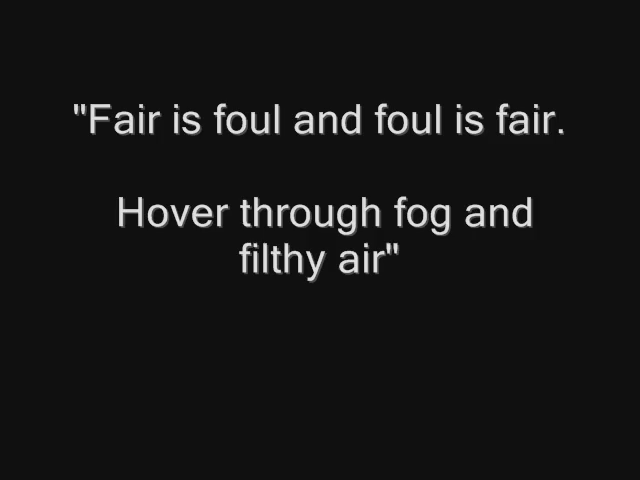 "Fair is foul and foul is fair.
Hover through fog and
filthy air"